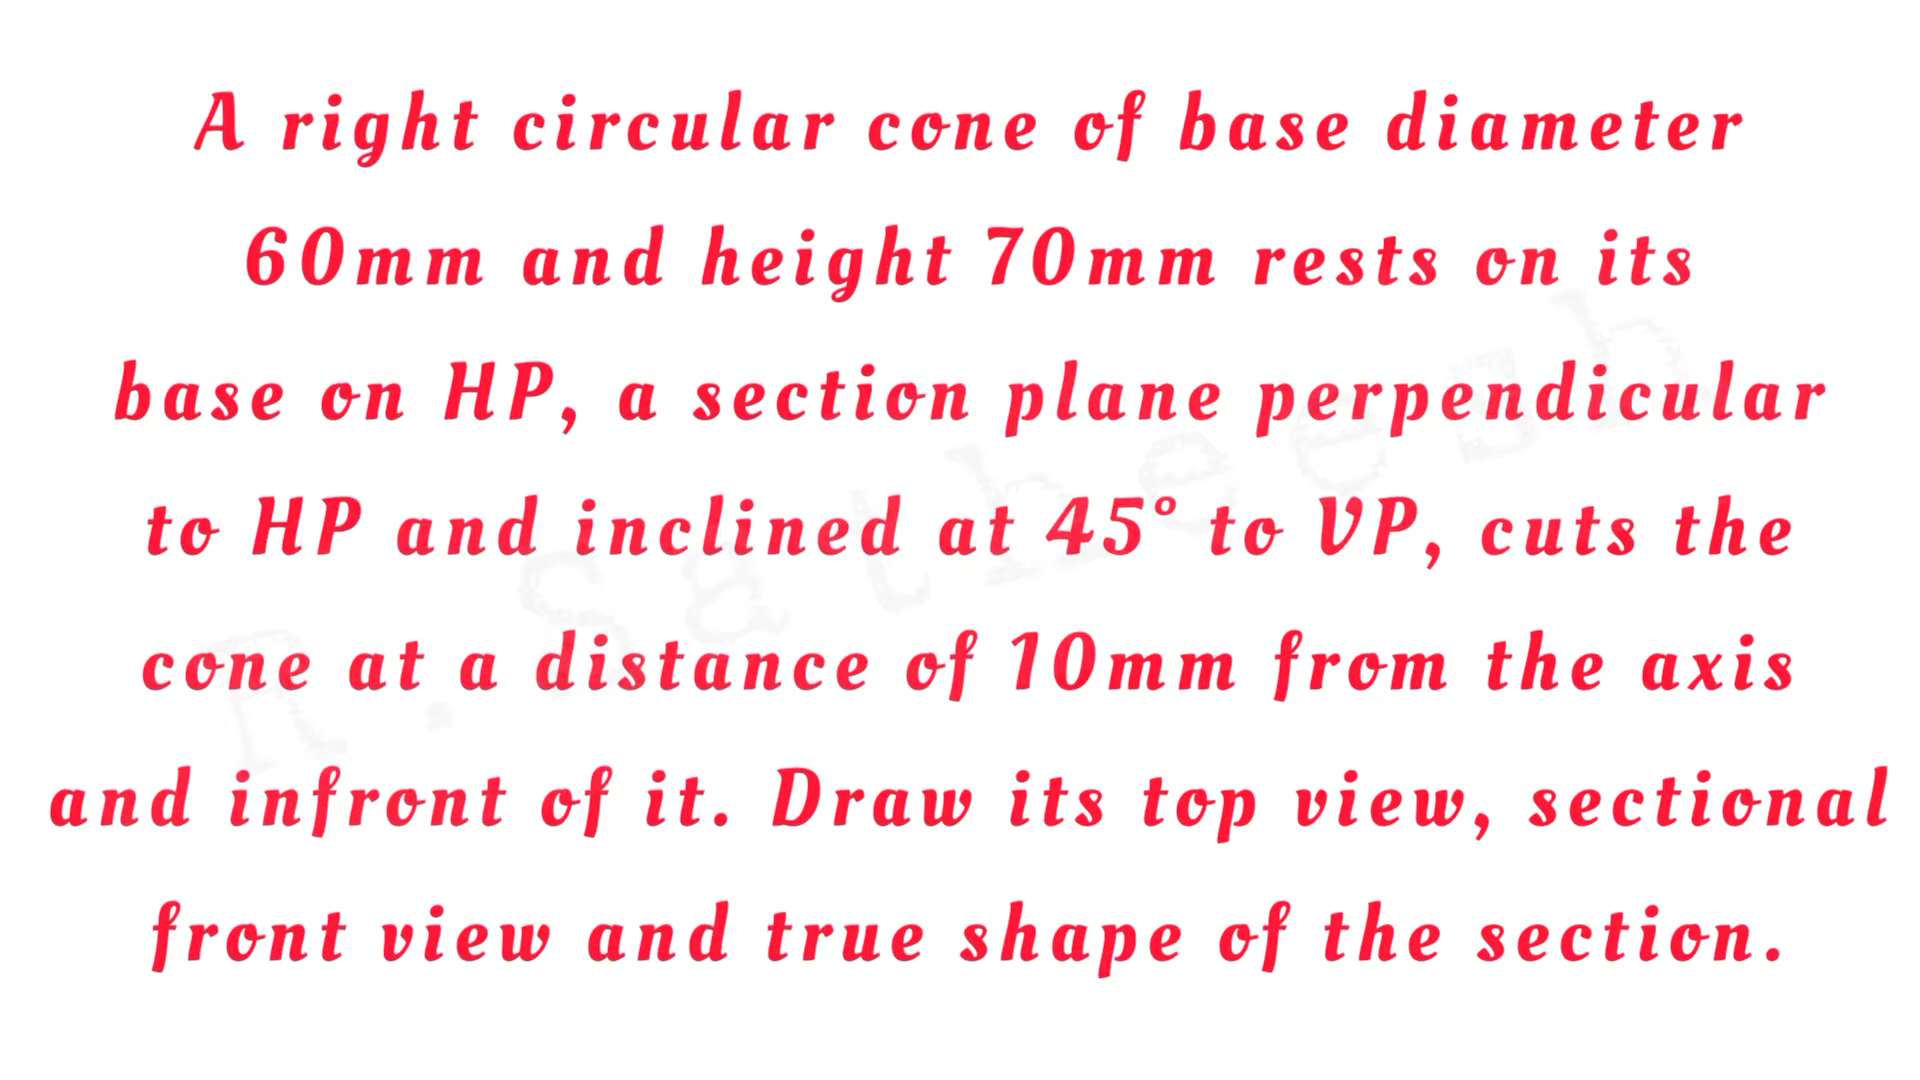 A right circular cone of base diameter
60mm and height 70mm rests on its
base on HP, a section plane perpendicular
to HP and inclined at 45° to VP, cuts the
cone at a distance of 10mm from the axis
and infront of it. Draw its top view, sectional
front view and true shape of the section.
n.satheesh